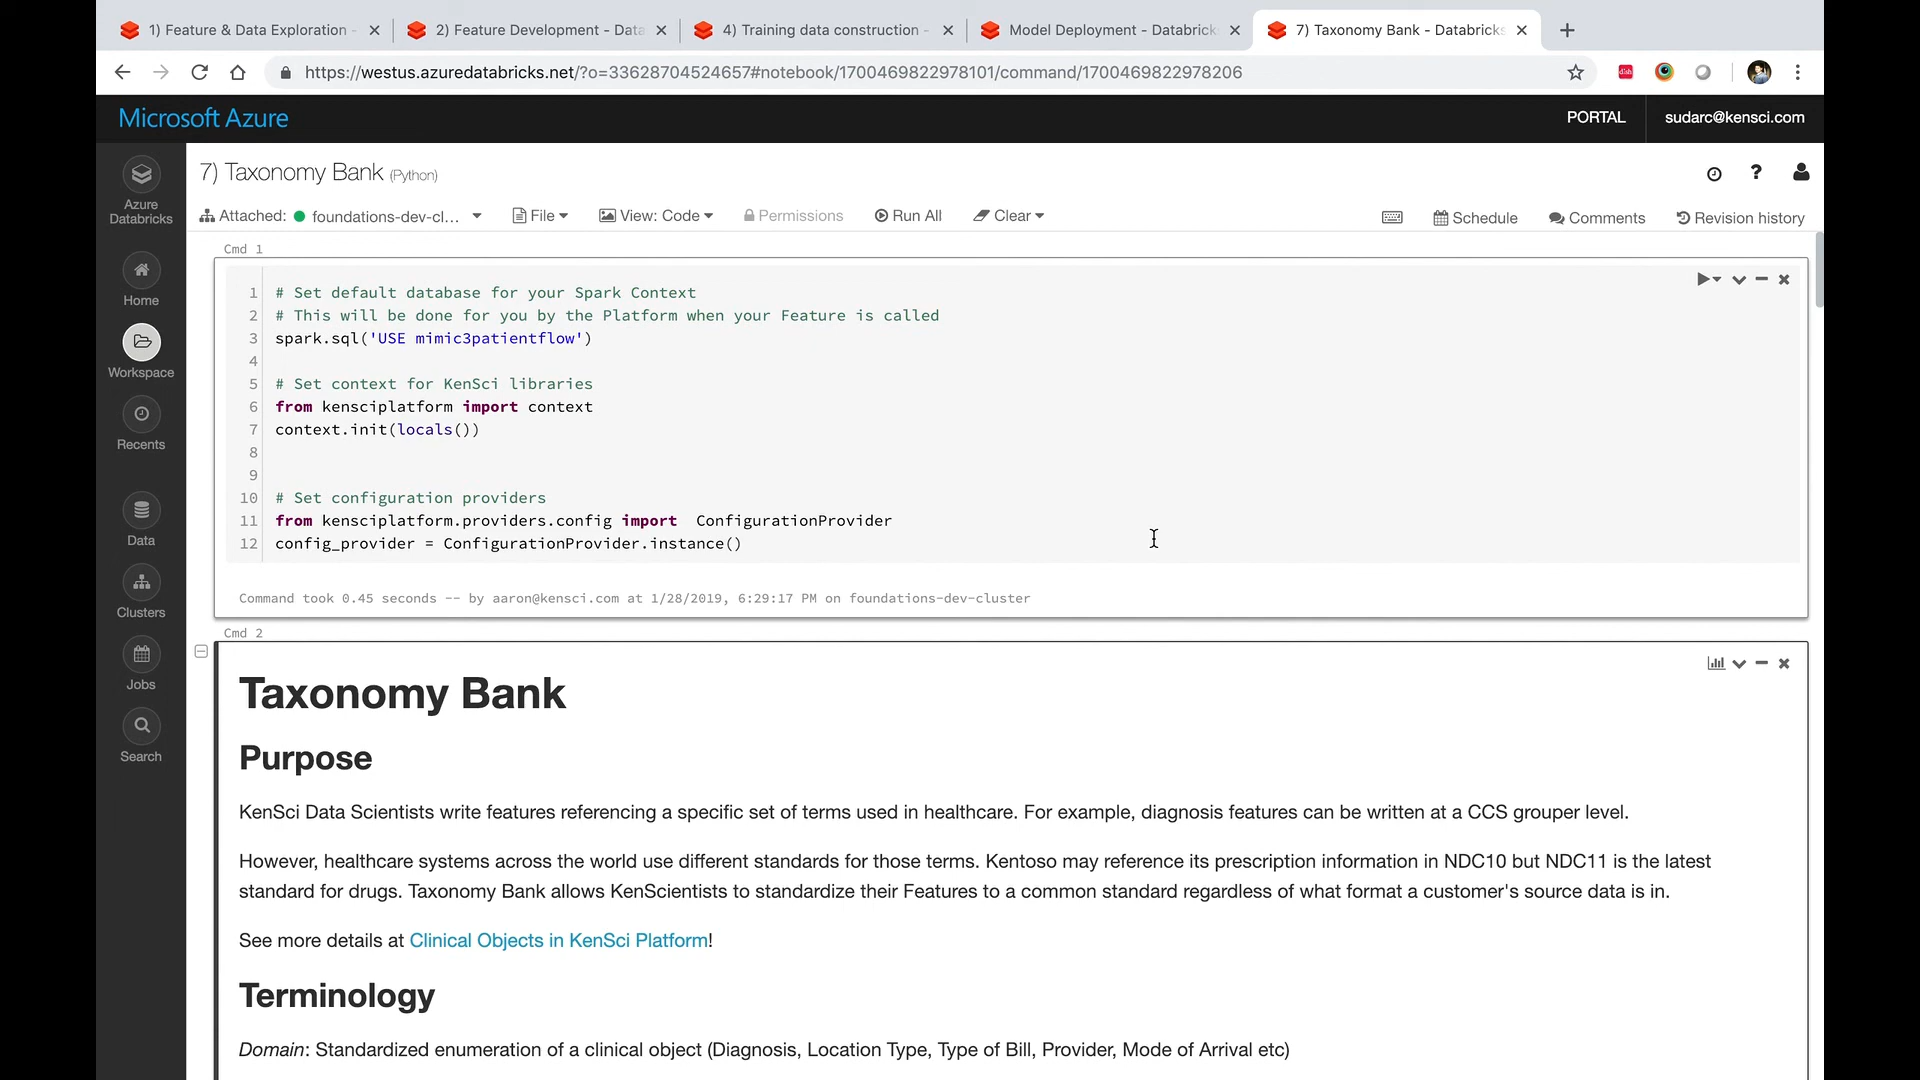 1) Feature & Data Exploration -
2) Feature Development - Data
4) Training data construction -
Model Deployment - Databrick
7) Taxonomy Bank - Databricks
https://westus.azuredatabricks.net/?o=33628704524657#notebook/1700469822978101/command/1700469822978206
Microsoft Azure
PORTAL
sudarc@kensci.com
Azure
Databricks
Home
Workspace
Recents
Data
Clusters
Jobs
Search
7) Taxonomy Bank (Python)
Attached: foundations-dev-cl...
File
View: Code
Permissions
Run All
Clear
Schedule
Comments
Revision history
Cmd 1
1 # Set default database for your Spark Context
2 # This will be done for you by the Platform when your Feature is called
3 spark.sql('USE mimic3patientflow')
4
5 # Set context for KenSci libraries
6 from kensciplatform import context
7 context.init(locals())
8
9
10 # Set configuration providers
11 from kensciplatform.providers.config import  ConfigurationProvider
12 config_provider = ConfigurationProvider.instance()
Command took 0.45 seconds -- by aaron@kensci.com at 1/28/2019, 6:29:17 PM on foundations-dev-cluster
Cmd 2
Taxonomy Bank
Purpose
KenSci Data Scientists write features referencing a specific set of terms used in healthcare. For example, diagnosis features can be written at a CCS grouper level.
However, healthcare systems across the world use different standards for those terms. Kentoso may reference its prescription information in NDC10 but NDC11 is the latest
standard for drugs. Taxonomy Bank allows KenScientists to standardize their Features to a common standard regardless of what format a customer's source data is in.
See more details at Clinical Objects in KenSci Platform!
Terminology
Domain: Standardized enumeration of a clinical object (Diagnosis, Location Type, Type of Bill, Provider, Mode of Arrival etc)